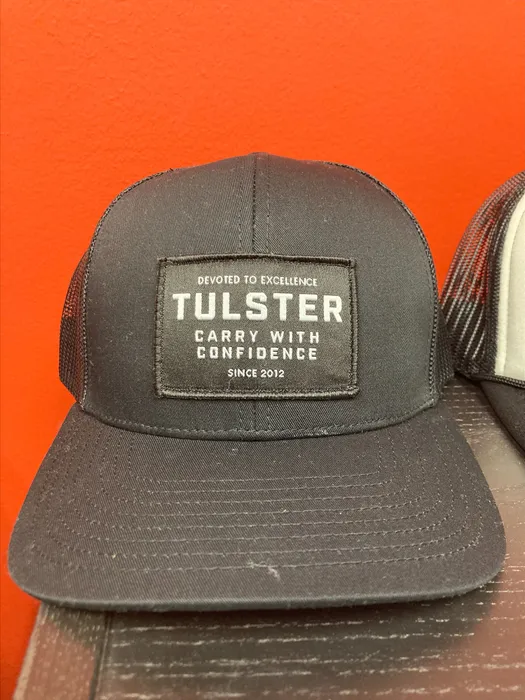 DEVOTED TO EXCELLENCE
TULSTER
CARRY WITH
CONFIDENCE
SINCE 2012